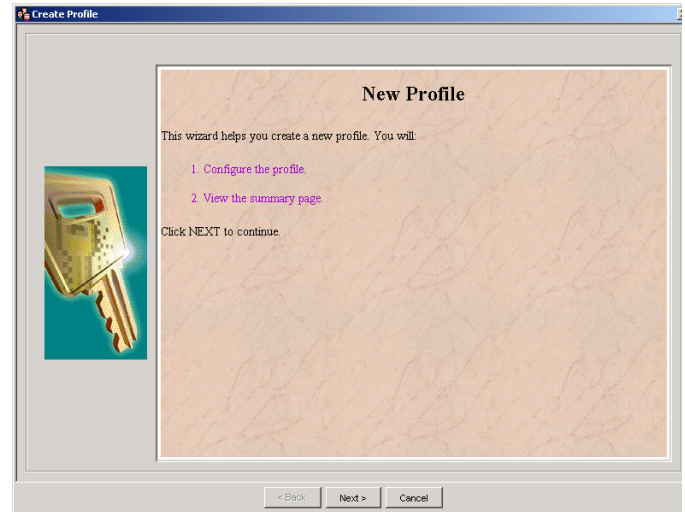 Create Profile
New Profile
This wizard helps you create a new profile. You will:
1. Configure the profile.
2. View the summary page.
Click NEXT to continue.
< Back Next > Cancel